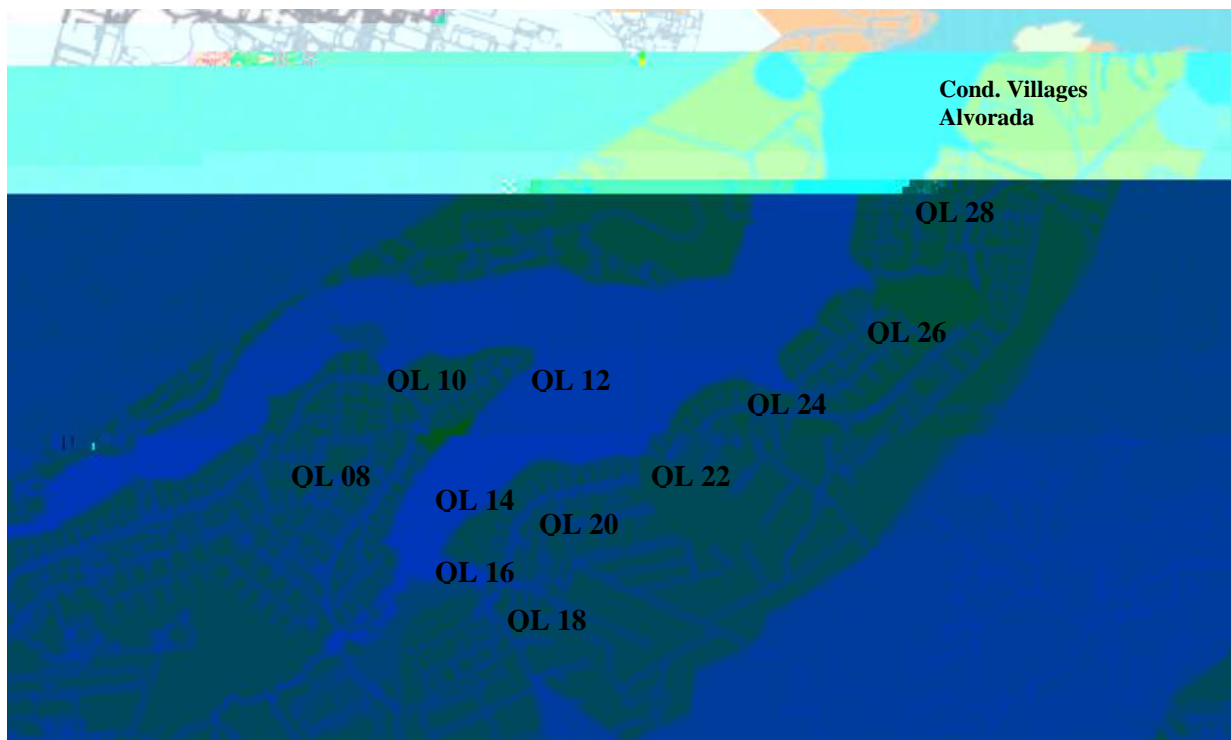 Cond. Villages
Alvorada
QL 28
QL 26
QL 10
QL 12
QL 24
QL 08
QL 22
QL 14
QL 20
QL 16
QL 18